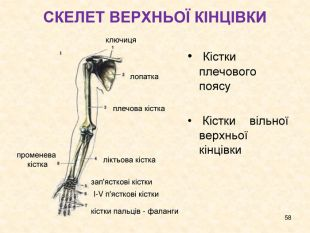 СКЕЛЕТ ВЕРХНЬОЇ КІНЦІВКИ
ключиця
лопатка
плечова кістка
променева
кістка
ліктьова кістка
зап'ясткові кістки
I-V п'ясткові кістки
кістки пальців - фаланги
• Кістки
плечового
поясу
• Кістки вільної
верхньої
кінцівки
58